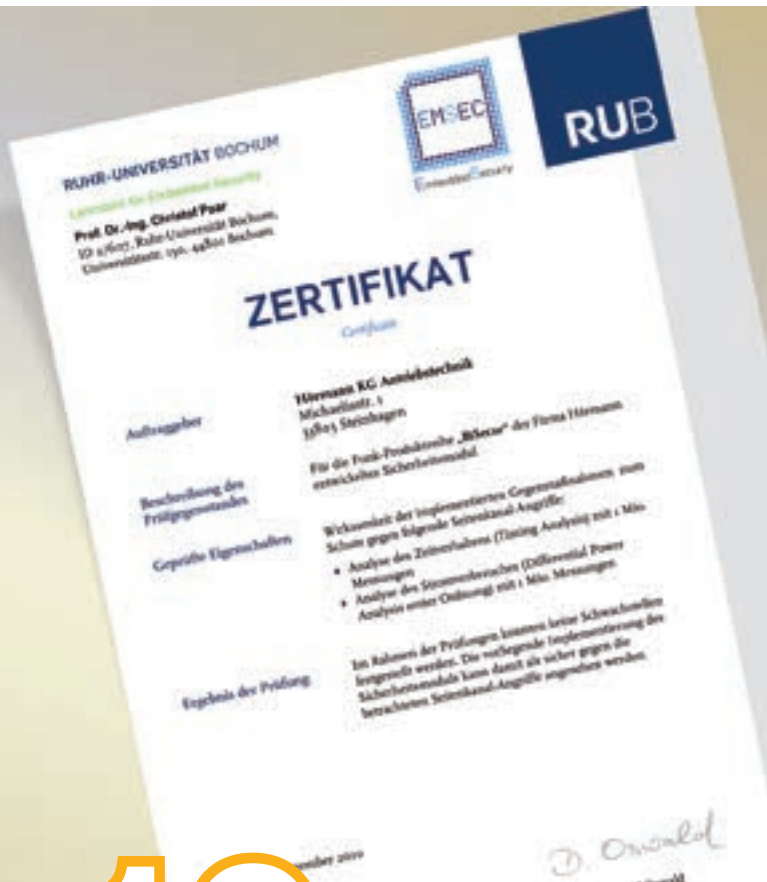 RUHR-UNIVERSITÄT BOCHUM
Lehrstuhl für Embedded Security
Prof. Dr.-Ing. Christof Paar
ID 2/607, Ruhr-Universität Bochum,
Universitätsstr. 150, 44801 Bochum
EMSEC
Embedded Security
RUB
ZERTIFIKAT
Certificate
Auftraggeber
Hörmann KG Antriebstechnik
Michaelisstr. 1
33803 Steinhagen
Beschreibung des
Prüfgegenstandes
Für die Funk-Produktreihe „BiSecur" der Firma Hörmann
entwickeltes Sicherheitsmodul
Geprüfte Eigenschaften
Wirksamkeit der implementierten Gegenmaßnahmen zum
Schutz gegen folgende Seitenkanal-Angriffe:
• Analyse des Zeitverhaltens (Timing Analysis) mit 1 Mio.
Messungen
• Analyse des Stromverbrauches (Differential Power
Analysis erster Ordnung) mit 1 Mio. Messungen
Ergebnis der Prüfung
Im Rahmen der Prüfungen konnten keine Schwachstellen
festgestellt werden. Die vorliegende Implementierung des
Sicherheitsmoduls kann damit als sicher gegen die
betrachteten Seitenkanal-Angriffe angesehen werden.
2010
D. Oswald
10